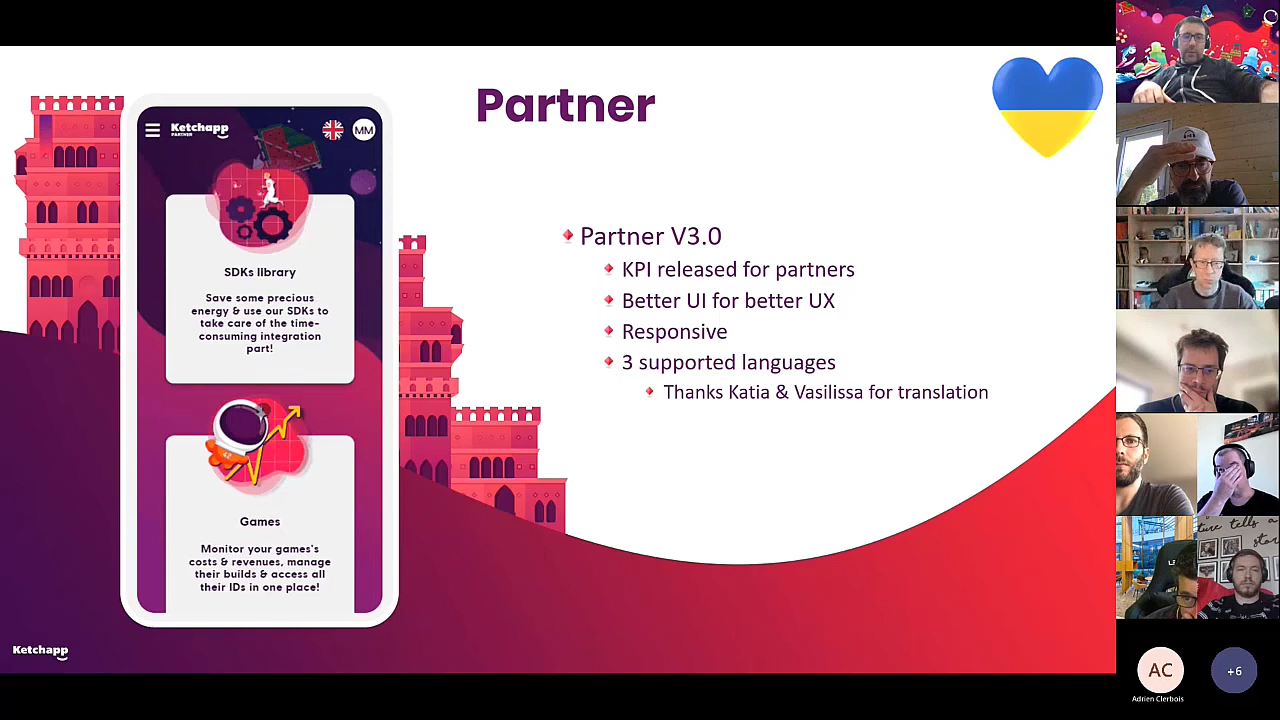 Partner
Ketchapp
PARTNER
MM
SDKs library
Save some precious
energy & use our SDKs to
take care of the time-
consuming integration
part!
Games
Monitor your games's
costs & revenues, manage
their builds & access all
their IDs in one place!
Partner V3.0
KPI released for partners
Better UI for better UX
Responsive
3 supported languages
Thanks Katia & Vasilissa for translation
Ketchapp
AC
Adrien Clerbois
+6